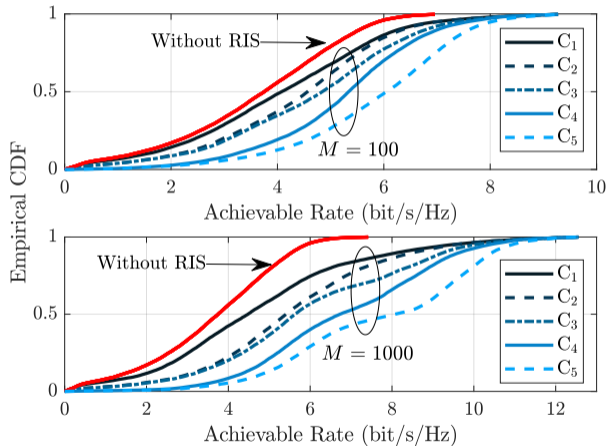 1
0.5
0
Without RIS
M = 100
C1
C2
C3
C4
C5
0 2 4 6 8 10
Achievable Rate (bit/s/Hz)
Empirical CDF
1
0.5
0
Without RIS
M = 1000
C1
C2
C3
C4
C5
0 2 4 6 8 10 12
Achievable Rate (bit/s/Hz)